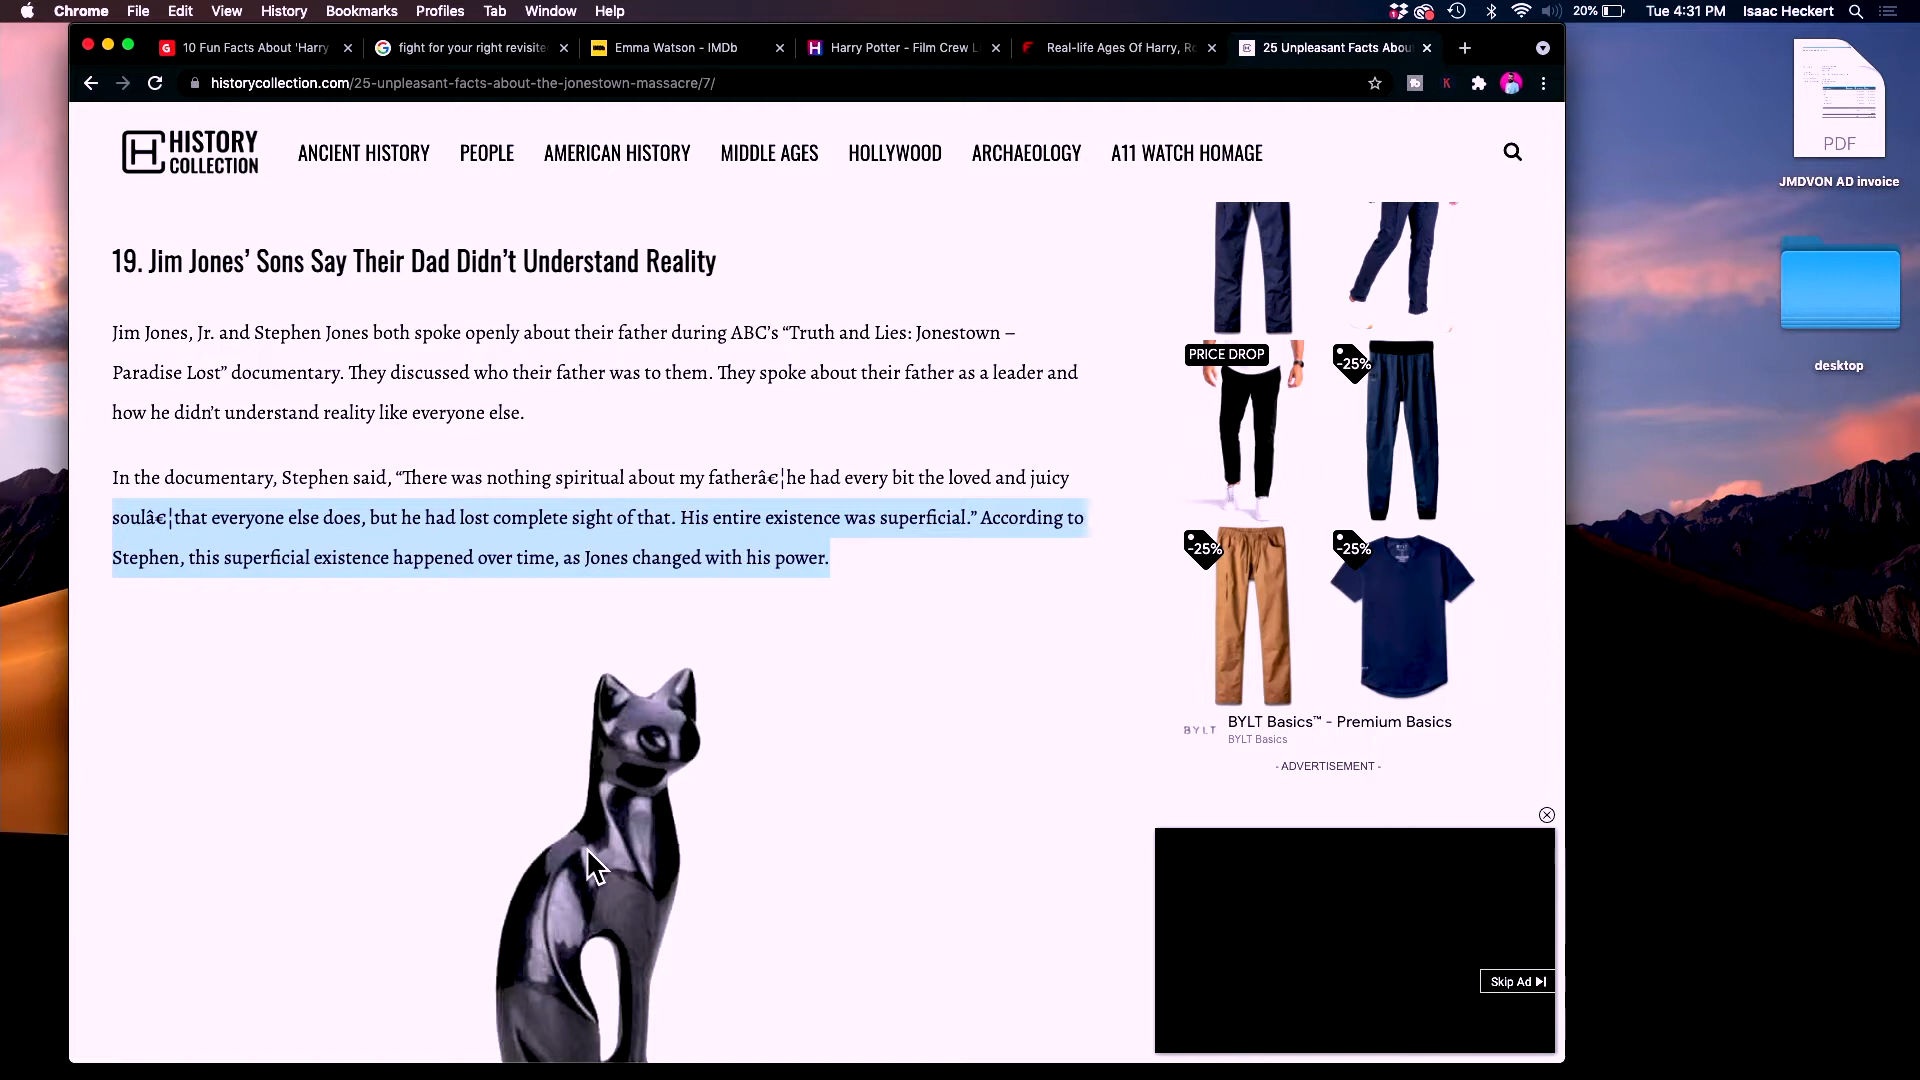 Chrome File Edit View History Bookmarks Profiles Tab Window Help 20% Tue 4:31 PM Isaac Heckert
10 Fun Facts About 'Harry
fight for your right revisite
Emma Watson - IMDb
Harry Potter - Film Crew L
Real-life Ages Of Harry, Ro
25 Unpleasant Facts Abou
historycollection.com/25-unpleasant-facts-about-the-jonestown-massacre/7/
HISTORY
COLLECTION
ANCIENT HISTORY PEOPLE AMERICAN HISTORY MIDDLE AGES HOLLYWOOD ARCHAEOLOGY A11 WATCH HOMAGE
19. Jim Jones’ Sons Say Their Dad Didn’t Understand Reality
Jim Jones, Jr. and Stephen Jones both spoke openly about their father during ABC’s “Truth and Lies: Jonestown –
Paradise Lost” documentary. They discussed who their father was to them. They spoke about their father as a leader and
how he didn’t understand reality like everyone else.
In the documentary, Stephen said, “There was nothing spiritual about my fatherâ€¦he had every bit the loved and juicy
soulâ€¦that everyone else does, but he had lost complete sight of that. His entire existence was superficial.” According to
Stephen, this superficial existence happened over time, as Jones changed with his power.
PRICE DROP
-25%
-25%
-25%
BYLT
BYLT Basics™ - Premium Basics
BYLT Basics
- ADVERTISEMENT -
Skip Ad
PDF
JMDVON AD invoice
desktop